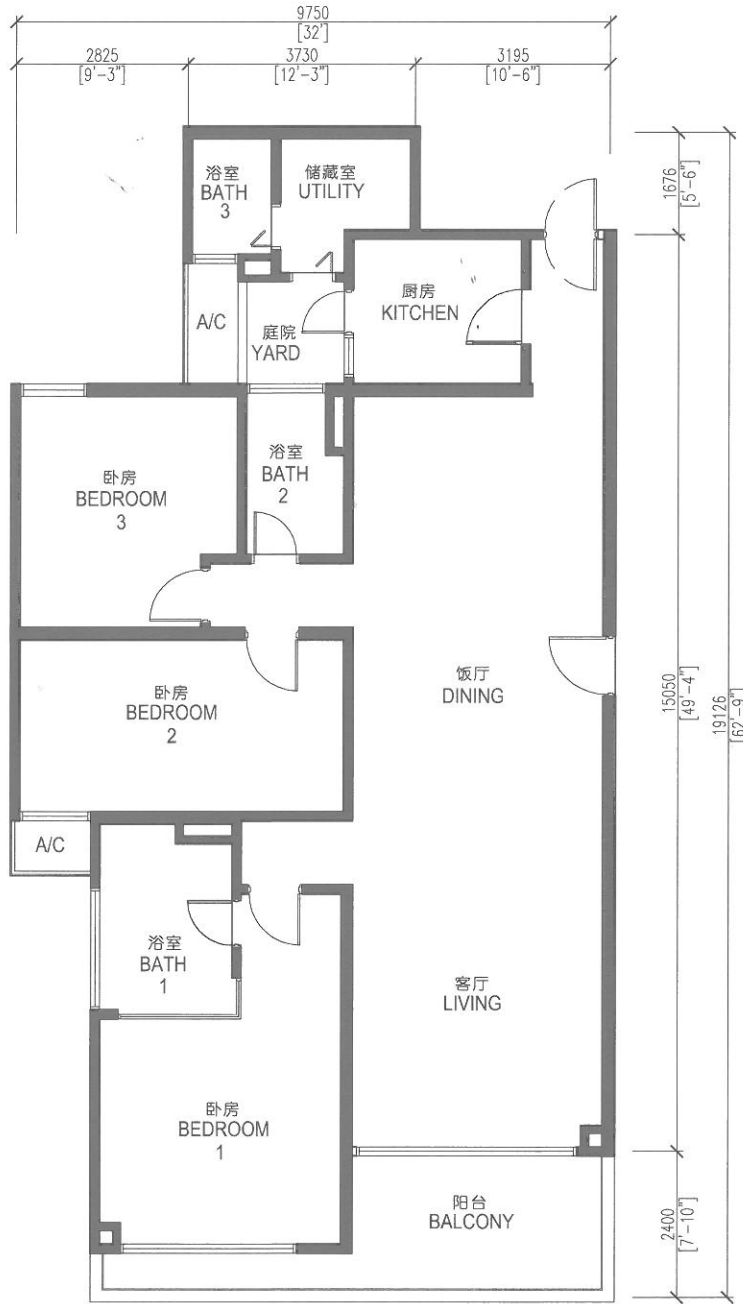 9750
[32']
2825
[9'-3"]
3730
[12'-3"]
3195
[10'-6"]
浴室
BATH
3
储藏室
UTILITY
1676
[5'-6"]
A/C
庭院
YARD
厨房
KITCHEN
卧房
BEDROOM
3
浴室
BATH
2
卧房
BEDROOM
2
饭厅
DINING
15050
[49'-4"]
19126
[62'-9"]
A/C
浴室
BATH
1
客厅
LIVING
卧房
BEDROOM
1
阳台
BALCONY
2400
[7'-10"]